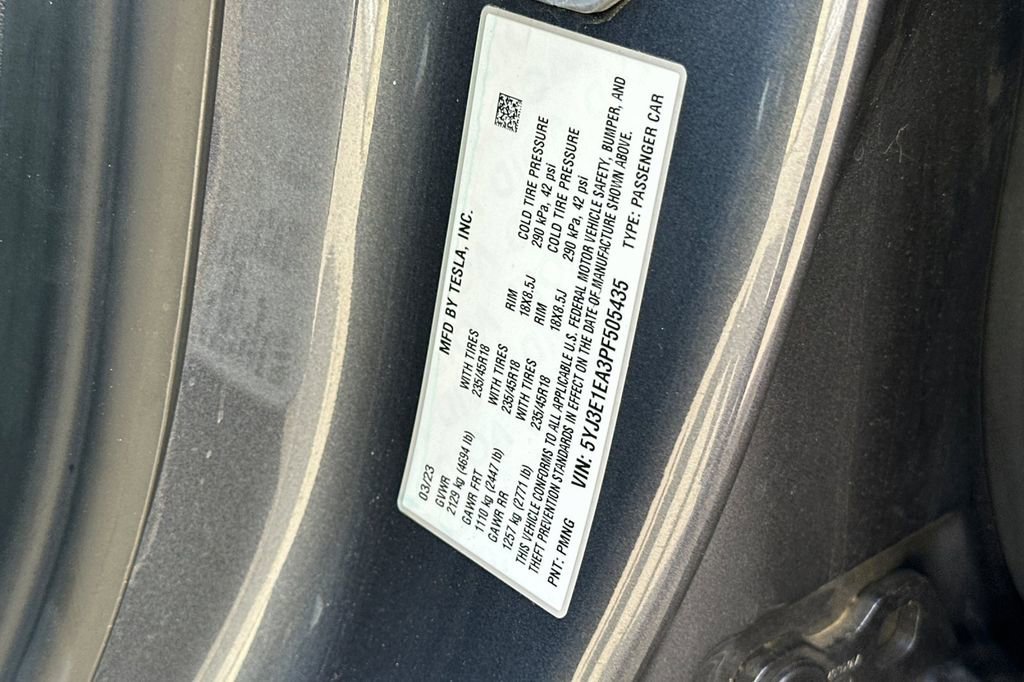 MFD BY TESLA, INC.
03/23
GVWR WITH TIRES RIM COLD TIRE PRESSURE
2129 kg (4694 lb) 235/45R18 18X8.5J 290 kPa, 42 psi
GAWR FRT WITH TIRES RIM COLD TIRE PRESSURE
1110 kg (2447 lb) 235/45R18 18X8.5J 290 kPa, 42 psi
GAWR RR WITH TIRES
1257 kg (2771 lb) 235/45R18
THIS VEHICLE CONFORMS TO ALL APPLICABLE U.S. FEDERAL MOTOR VEHICLE SAFETY, BUMPER, AND
THEFT PREVENTION STANDARDS IN EFFECT ON THE DATE OF MANUFACTURE SHOWN ABOVE.
VIN: 5YJ3E1EA3PF505435
PNT: PMNG TYPE: PASSENGER CAR